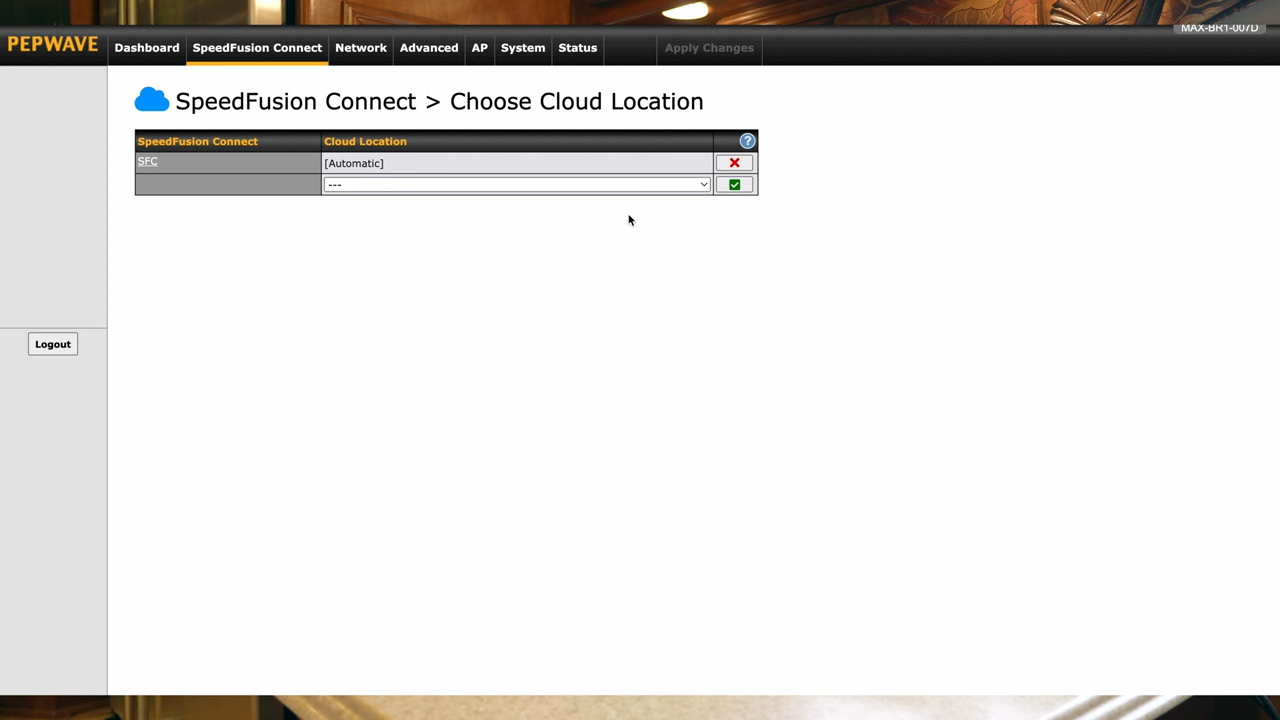 MAX-BR1-007D
PEPWAVE
Dashboard SpeedFusion Connect Network Advanced AP System Status Apply Changes
SpeedFusion Connect > Choose Cloud Location
SpeedFusion Connect Cloud Location ?
SFC [Automatic]
---
Logout